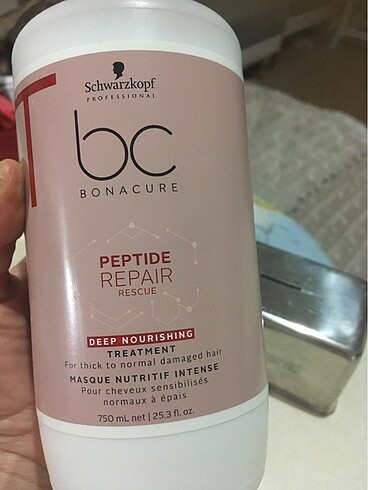 Schwarzkopf
PROFESSIONAL
bc
BONACURE
PEPTIDE
REPAIR
RESCUE
DEEP NOURISHING
TREATMENT
For thick to normal damaged hair
MASQUE NUTRITIF INTENSE
Pour cheveux sensibilisés
normaux à épais
750 mL net | 25.3 fl. oz.